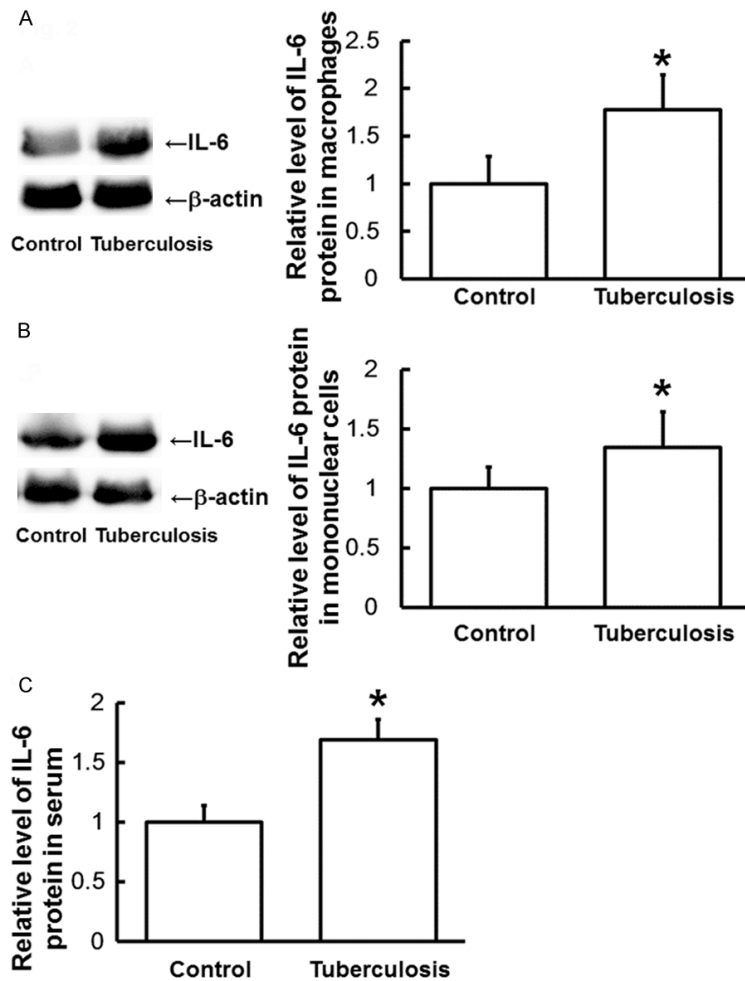 A
←IL-6
←β-actin
Control Tuberculosis
Relative level of IL-6
protein in macrophages
2.5
2
1.5
1
0.5
0
*
Control Tuberculosis
B
←IL-6
←β-actin
Control Tuberculosis
Relative level of IL-6 protein
in mononuclear cells
2
1.5
1
0.5
0
*
Control Tuberculosis
C
Relative level of IL-6
protein in serum
2
1.5
1
0.5
0
*
Control Tuberculosis